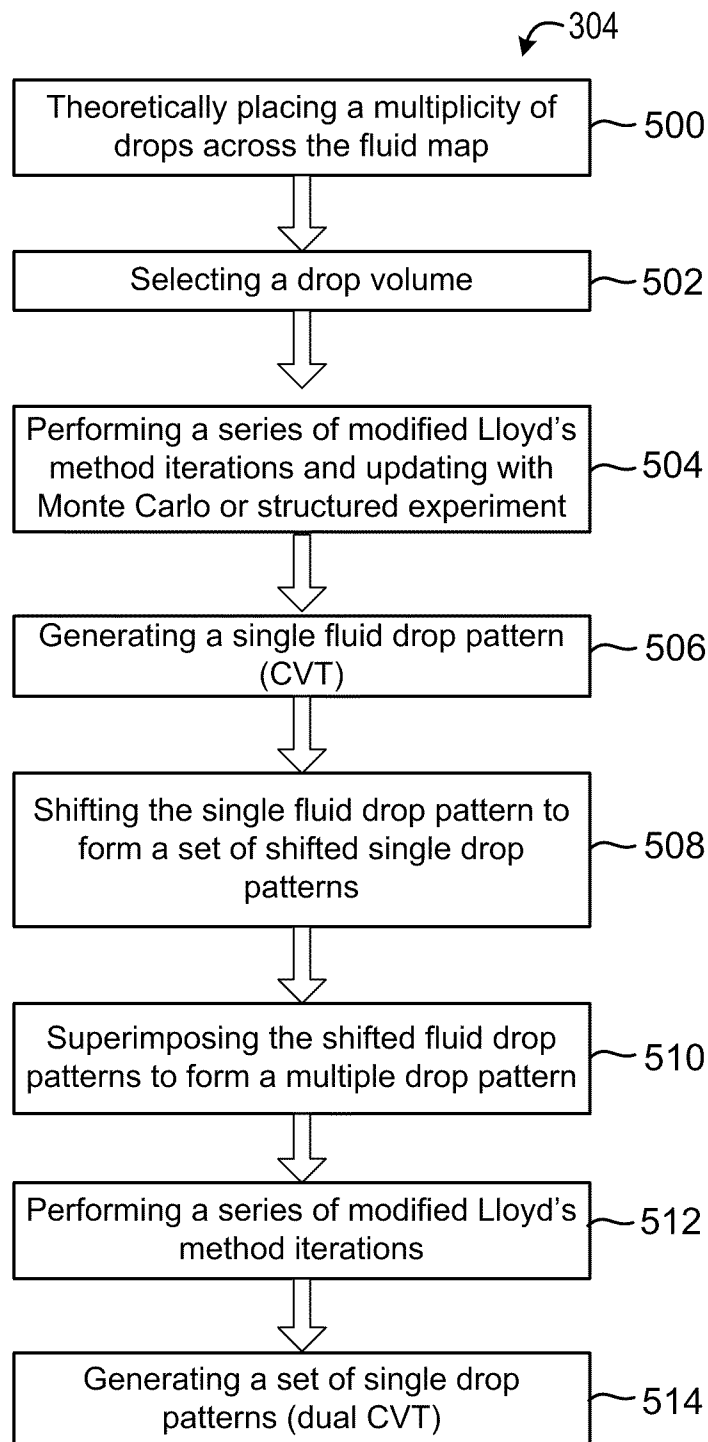 304
Theoretically placing a multiplicity of
drops across the fluid map
500
Selecting a drop volume
502
Performing a series of modified Lloyd's
method iterations and updating with
Monte Carlo or structured experiment
504
Generating a single fluid drop pattern
(CVT)
506
Shifting the single fluid drop pattern to
form a set of shifted single drop
patterns
508
Superimposing the shifted fluid drop
patterns to form a multiple drop pattern
510
Performing a series of modified Lloyd's
method iterations
512
Generating a set of single drop
patterns (dual CVT)
514